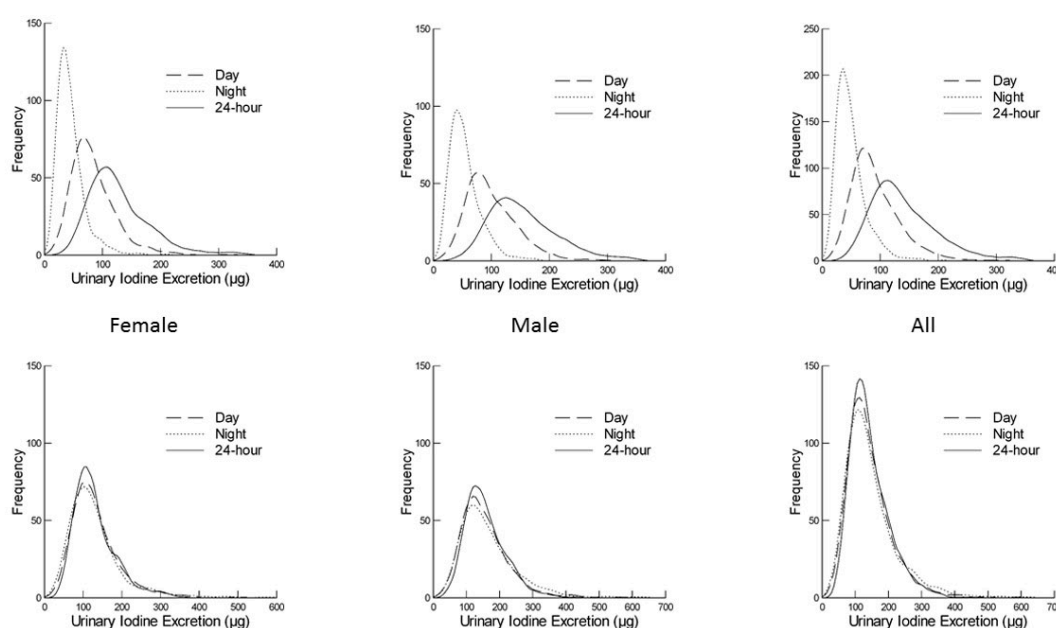 150
100
50
0
Frequency
Day
Night
24-hour
0 100 200 300 400
Urinary Iodine Excretion (µg)
Female
150
100
50
0
Frequency
Day
Night
24-hour
0 100 200 300 400
Urinary Iodine Excretion (µg)
Male
250
200
150
100
50
0
Frequency
Day
Night
24-hour
0 100 200 300 400
Urinary Iodine Excretion (µg)
All
150
100
50
0
Frequency
Day
Night
24-hour
0 100 200 300 400 500 600
Urinary Iodine Excretion (µg)
150
100
50
0
Frequency
Day
Night
24-hour
0 100 200 300 400 500 600 700
Urinary Iodine Excretion (µg)
150
100
50
0
Frequency
Day
Night
24-hour
0 100 200 300 400 500 600 700
Urinary Iodine Excretion (µg)